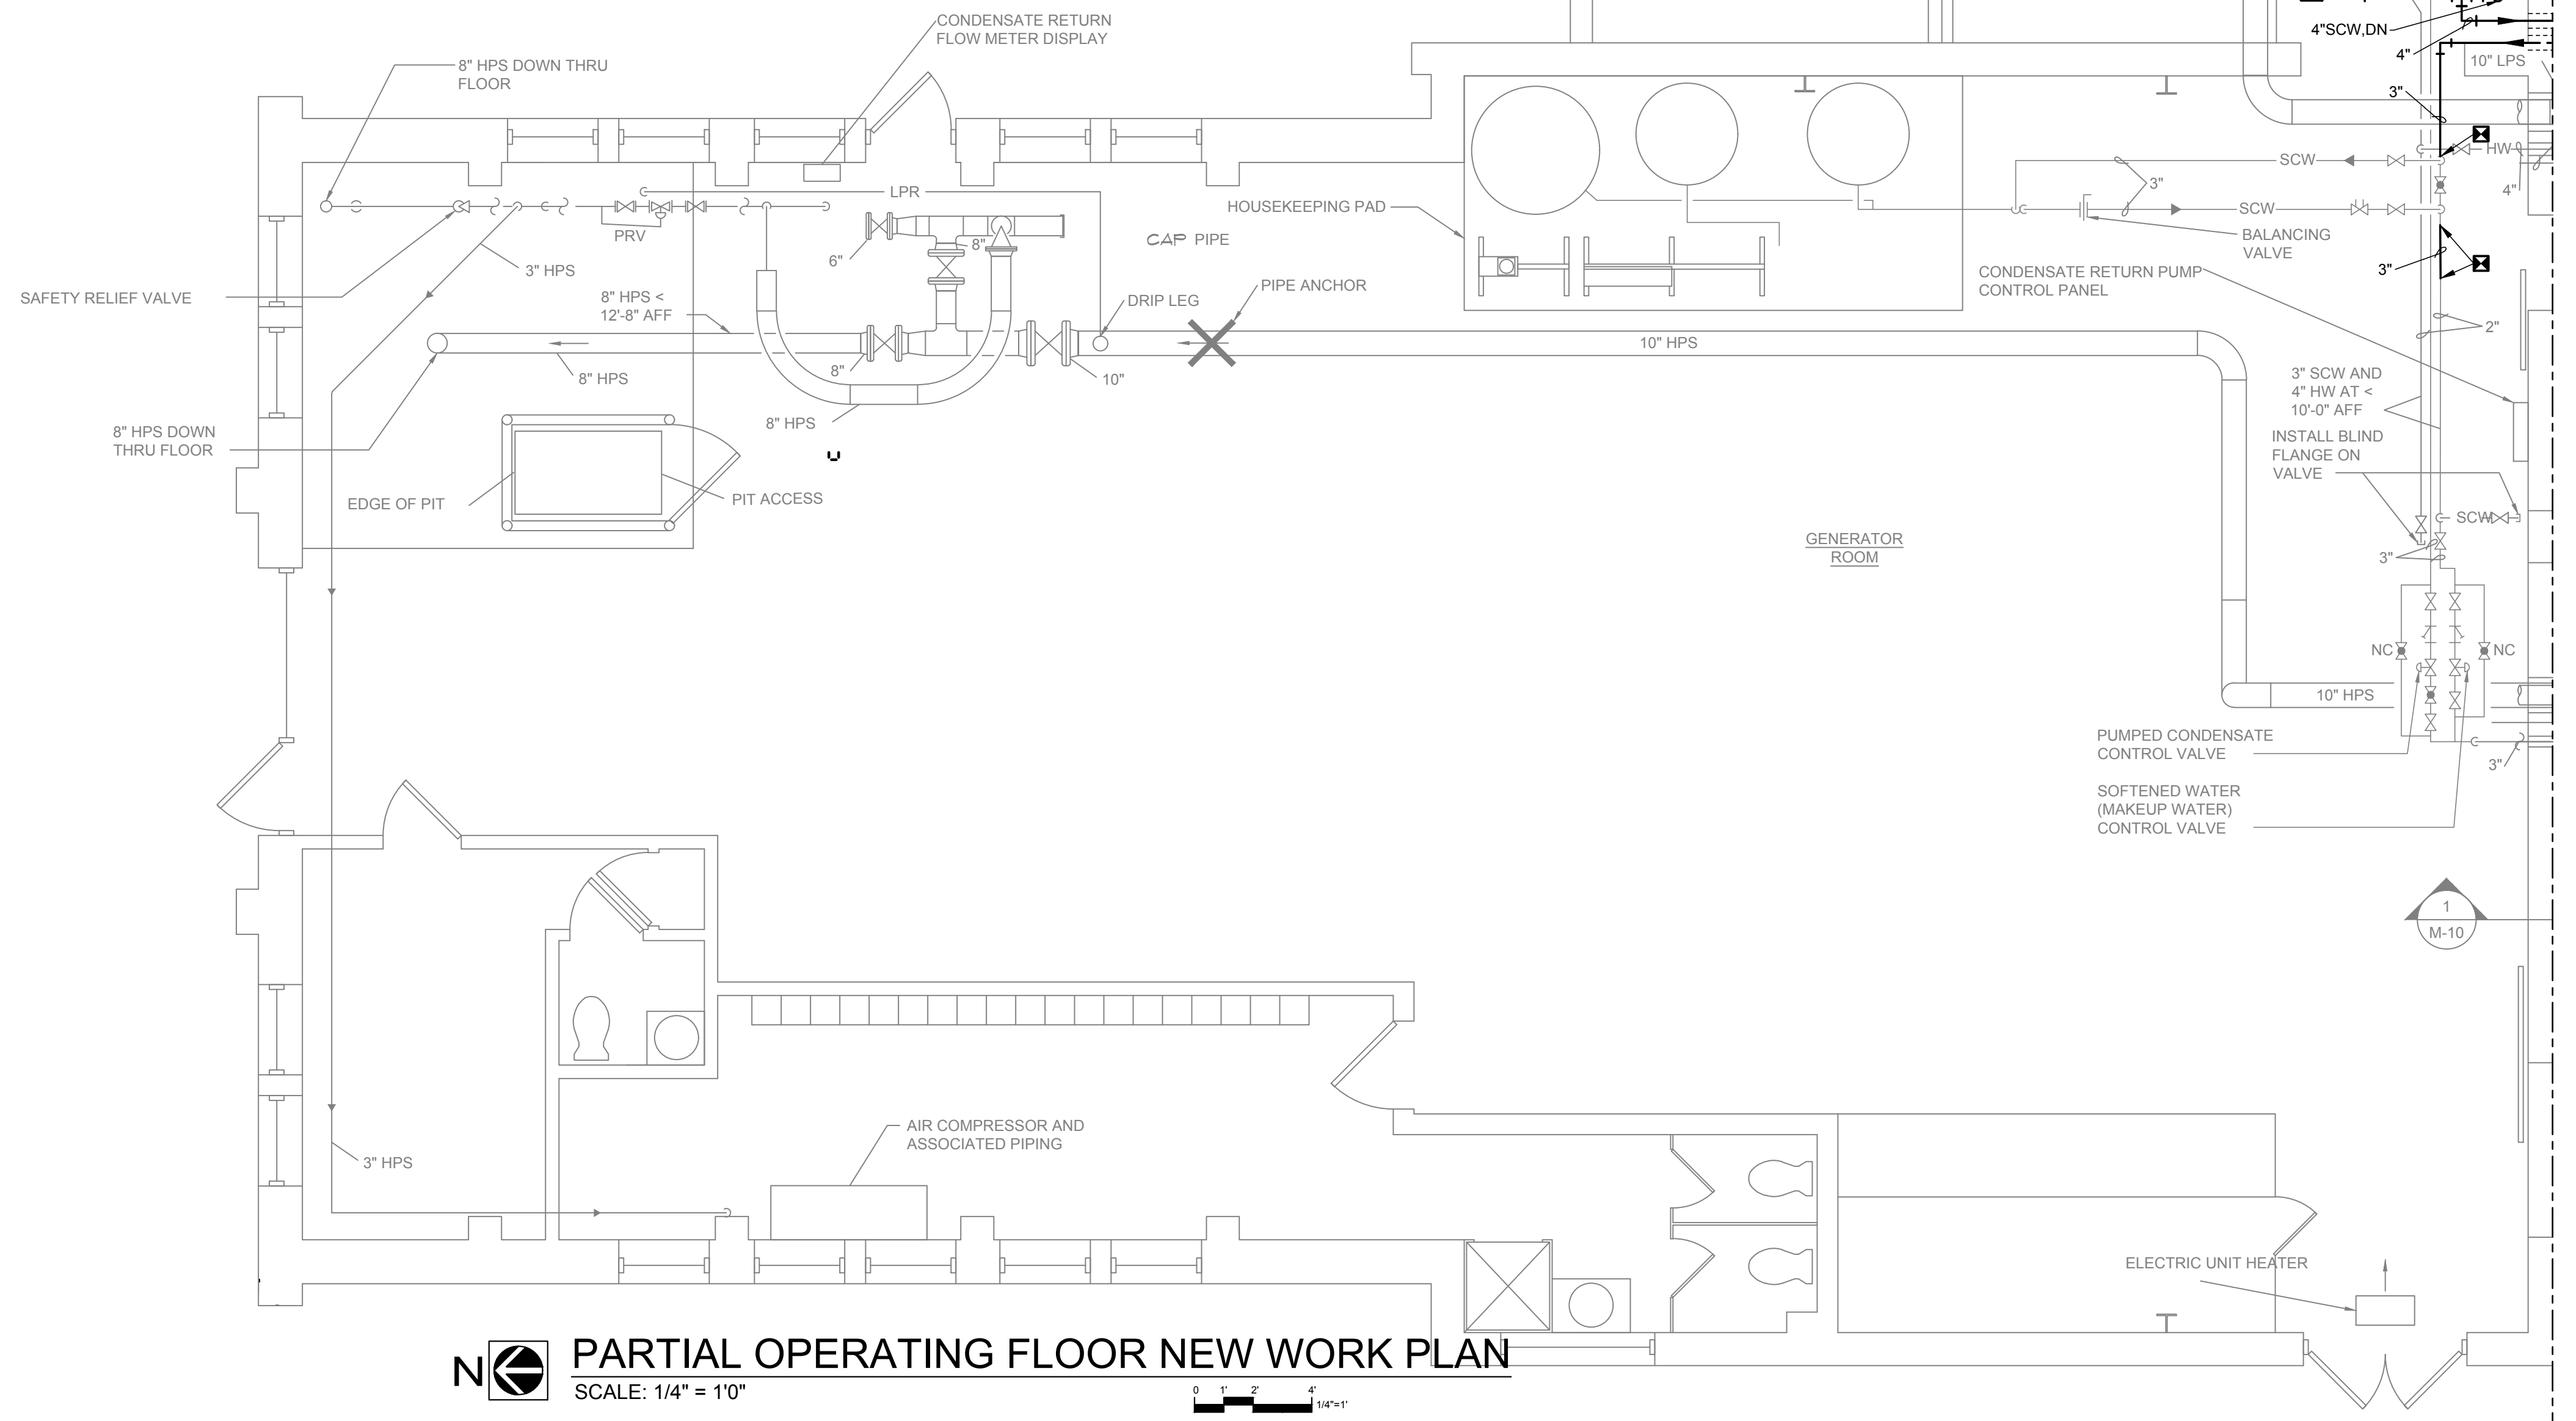 CONDENSATE RETURN
FLOW METER DISPLAY
8" HPS DOWN THRU
FLOOR
4"SCW,DN
4"
10" LPS
3"
HW
SCW
3"
4"
LPR
HOUSEKEEPING PAD
SCW
PRV
8"
6"
CAP PIPE
BALANCING
VALVE
3" HPS
3"
CONDENSATE RETURN PUMP
CONTROL PANEL
SAFETY RELIEF VALVE
8" HPS <
12'-8" AFF
DRIP LEG
PIPE ANCHOR
2"
10" HPS
8"
10"
8" HPS
3" SCW AND
4" HW AT <
10'-0" AFF
8" HPS
8" HPS DOWN
THRU FLOOR
INSTALL BLIND
FLANGE ON
VALVE
EDGE OF PIT
PIT ACCESS
SCW
GENERATOR
ROOM
3"
NC
NC
10" HPS
PUMPED CONDENSATE
CONTROL VALVE
3"
SOFTENED WATER
(MAKEUP WATER)
CONTROL VALVE
1
M-10
AIR COMPRESSOR AND
ASSOCIATED PIPING
3" HPS
ELECTRIC UNIT HEATER
N
PARTIAL OPERATING FLOOR NEW WORK PLAN
SCALE: 1/4" = 1'0"
0 1' 2' 4'
1/4"=1'